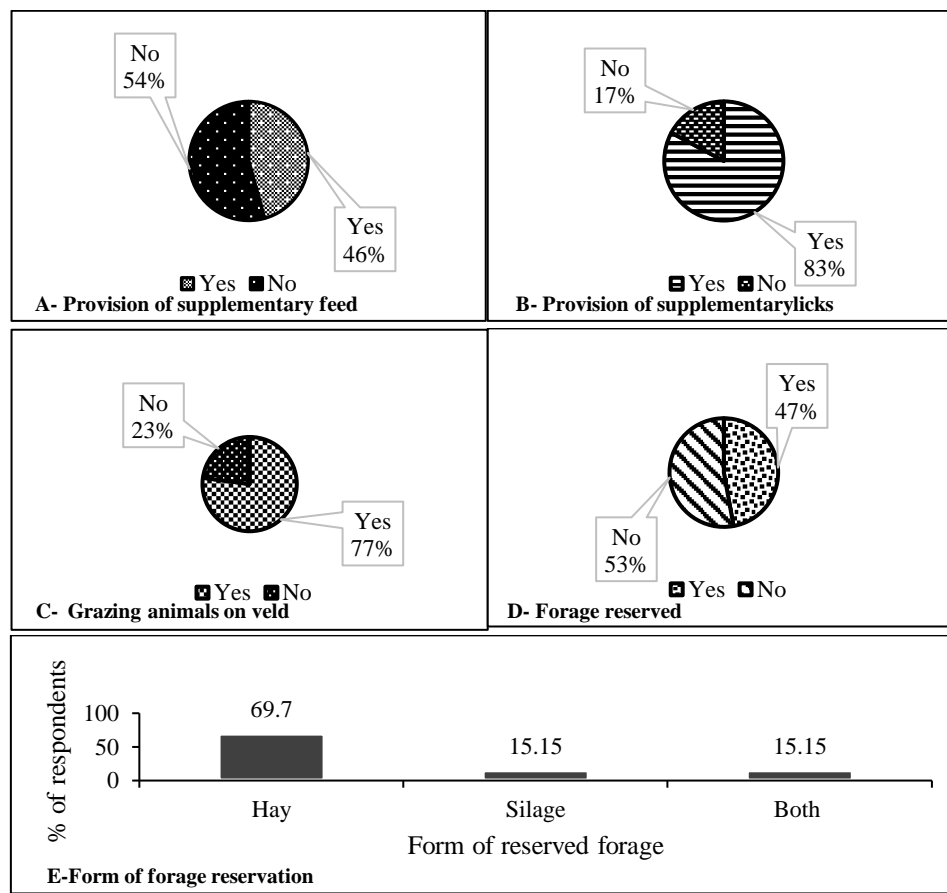 No
54%
Yes
46%
Yes No
A- Provision of supplementary feed
No
17%
Yes
83%
Yes No
B- Provision of supplementarylicks
No
23%
Yes
77%
Yes No
C- Grazing animals on veld
Yes
47%
No
53%
Yes No
D- Forage reserved
% of respondents
100
50
0
69.7
15.15
15.15
Hay
Silage
Both
Form of reserved forage
E-Form of forage reservation